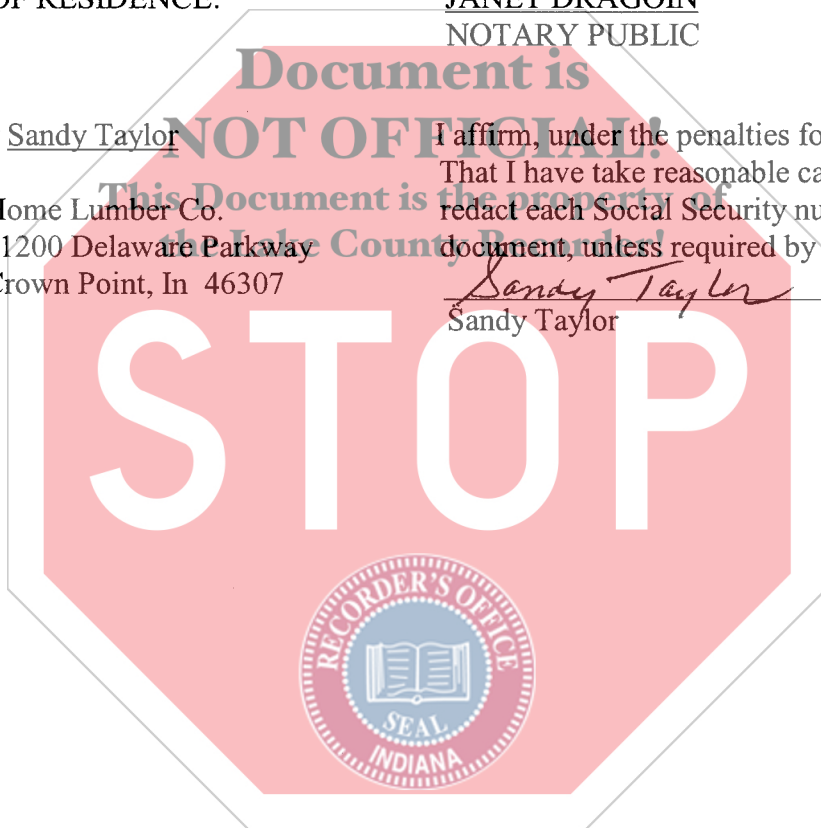 OF RESIDENCE:
JANET DRAGOIN
NOTARY PUBLIC
Document is
NOT OFFICIAL!
This Document is the property of
the Lake County Recorder!
Sandy Taylor
Home Lumber Co.
1200 Delaware Parkway
Crown Point, In 46307
I affirm, under the penalties fo
That I have take reasonable ca
redact each Social Security nu
document, unless required by
Sandy Taylor
Sandy Taylor
STOP
RECORDER'S OFFICE
SEAL
INDIANA